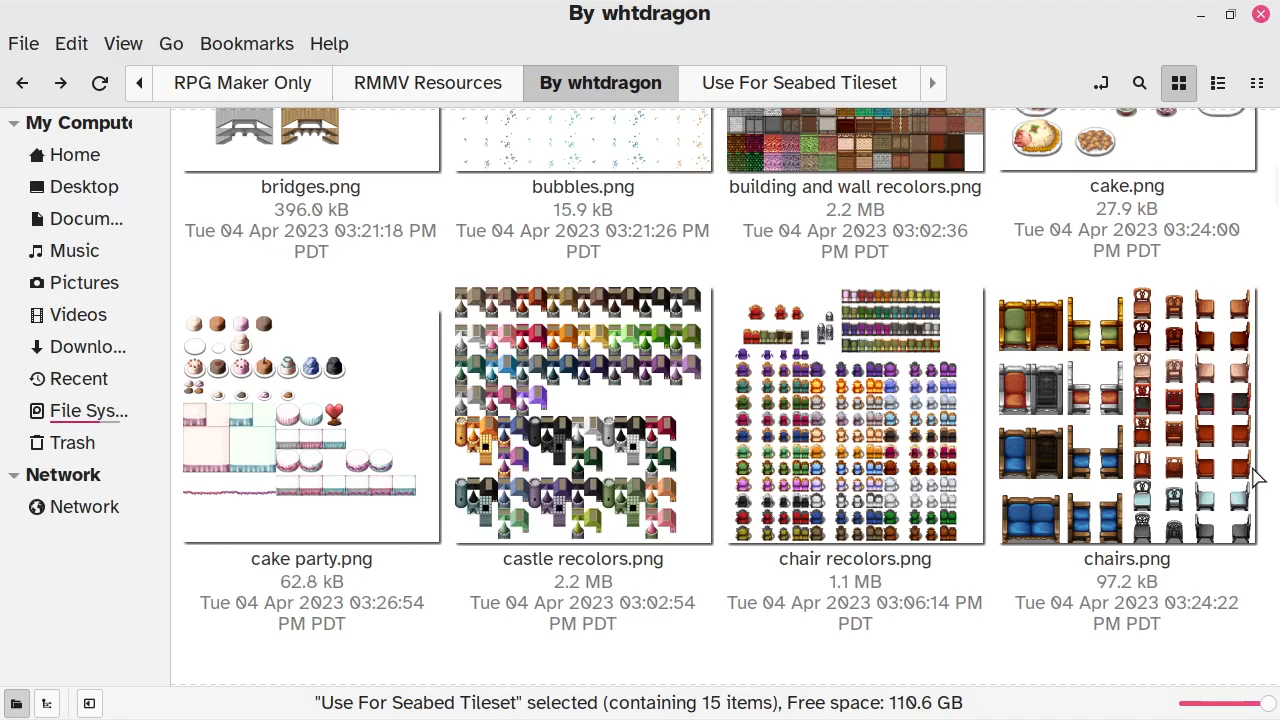 By whtdragon
File Edit View Go Bookmarks Help
RPG Maker Only RMMV Resources By whtdragon Use For Seabed Tileset
My Compute
Home
Desktop
Docum...
Music
Pictures
Videos
Downlo...
Recent
File Sys...
Trash
Network
Network
bridges.png
396.0 kB
Tue 04 Apr 2023 03:21:18 PM
PDT
bubbles.png
15.9 kB
Tue 04 Apr 2023 03:21:26 PM
PDT
building and wall recolors.png
2.2 MB
Tue 04 Apr 2023 03:02:36
PM PDT
cake.png
27.9 kB
Tue 04 Apr 2023 03:24:00
PM PDT
cake party.png
62.8 kB
Tue 04 Apr 2023 03:26:54
PM PDT
castle recolors.png
2.2 MB
Tue 04 Apr 2023 03:02:54
PM PDT
chair recolors.png
1.1 MB
Tue 04 Apr 2023 03:06:14 PM
PDT
chairs.png
97.2 kB
Tue 04 Apr 2023 03:24:22
PM PDT
"Use For Seabed Tileset" selected (containing 15 items), Free space: 110.6 GB